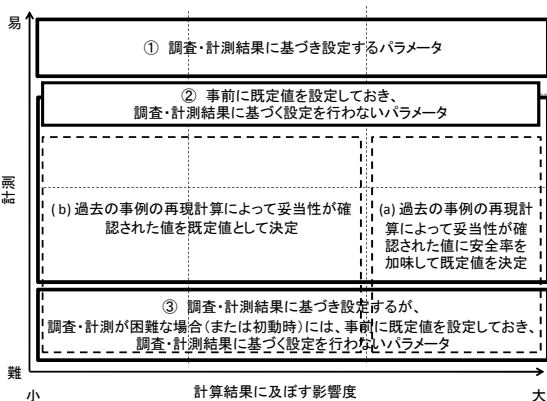 易
① 調査・計測結果に基づき設定するパラメータ
② 事前に既定値を設定しておき、
調査・計測結果に基づく設定を行わないパラメータ
計測
(b) 過去の事例の再現計算によって妥当性が確
認された値を既定値として決定
(a) 過去の事例の再現計
算によって妥当性が確
認された値に安全率を
加味して既定値を決定
③ 調査・計測結果に基づき設定するが、
調査・計測が困難な場合(または初動時)には、事前に既定値を設定しておき、
調査・計測結果に基づく設定を行わないパラメータ
難
小
計算結果に及ぼす影響度
大